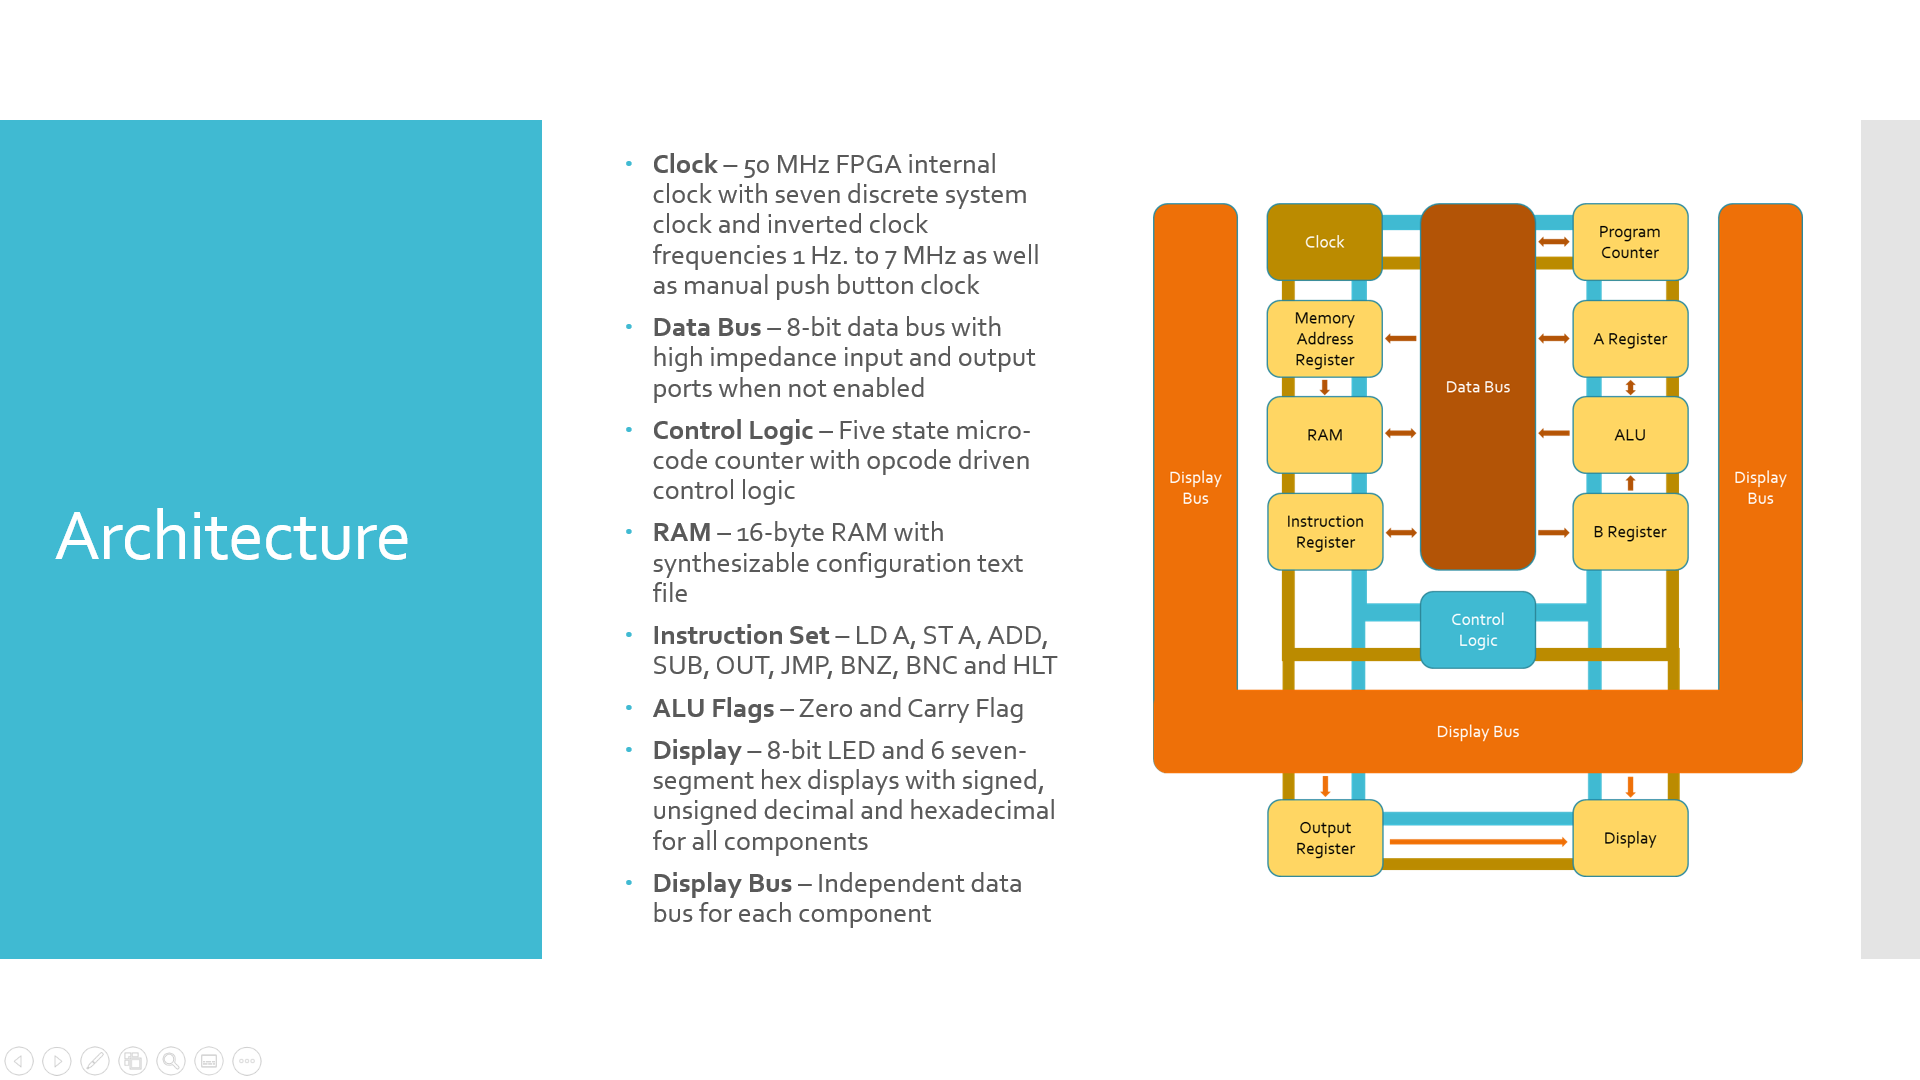 Architecture
• Clock – 50 MHz FPGA internal
clock with seven discrete system
clock and inverted clock
frequencies 1 Hz. to 7 MHz as well
as manual push button clock
• Data Bus – 8-bit data bus with
high impedance input and output
ports when not enabled
• Control Logic – Five state micro-
code counter with opcode driven
control logic
• RAM – 16-byte RAM with
synthesizable configuration text
file
• Instruction Set – LD A, ST A, ADD,
SUB, OUT, JMP, BNZ, BNC and HLT
• ALU Flags – Zero and Carry Flag
• Display – 8-bit LED and 6 seven-
segment hex displays with signed,
unsigned decimal and hexadecimal
for all components
• Display Bus – Independent data
bus for each component
Display
Bus
Clock
Memory
Address
Register
RAM
Instruction
Register
Data Bus
Control
Logic
Program
Counter
A Register
ALU
B Register
Display
Bus
Display Bus
Output
Register
Display